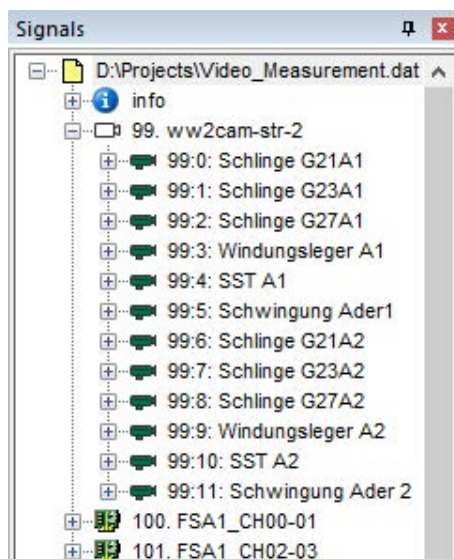 Signals
D:\Projects\Video_Measurement.dat
info
99. ww2cam-str-2
99:0: Schlinge G21A1
99:1: Schlinge G23A1
99:2: Schlinge G27A1
99:3: Windungsleger A1
99:4: SST A1
99:5: Schwingung Ader1
99:6: Schlinge G21A2
99:7: Schlinge G23A2
99:8: Schlinge G27A2
99:9: Windungsleger A2
99:10: SST A2
99:11: Schwingung Ader 2
100. FSA1_CH00-01
101. FSA1_CH02-03